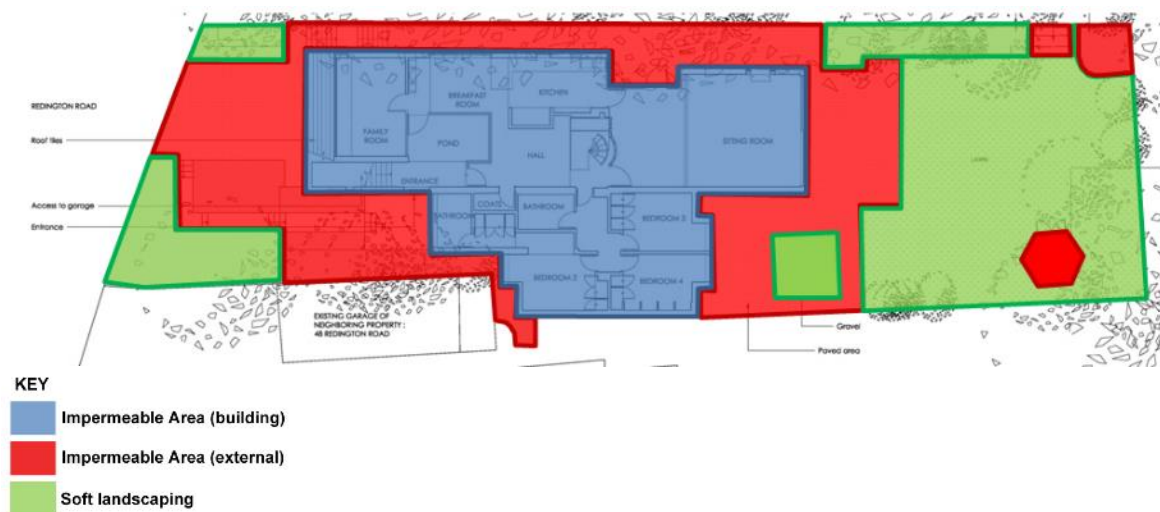 REDINGTON ROAD
Roof tiles
Access to garage
Entrance
FAMILY
ROOM
BREAKFAST
ROOM
KITCHEN
POND
HALL
SITING ROOM
ENTRANCE
COATS
BATHROOM
BATHROOM
BEDROOM 3
BEDROOM 2
BEDROOM 4
LAWN
EXISTING GARAGE OF
NEIGHBORING PROPERTY :
48 REDINGTON ROAD
Gravel
Paved area
KEY
Impermeable Area (building)
Impermeable Area (external)
Soft landscaping